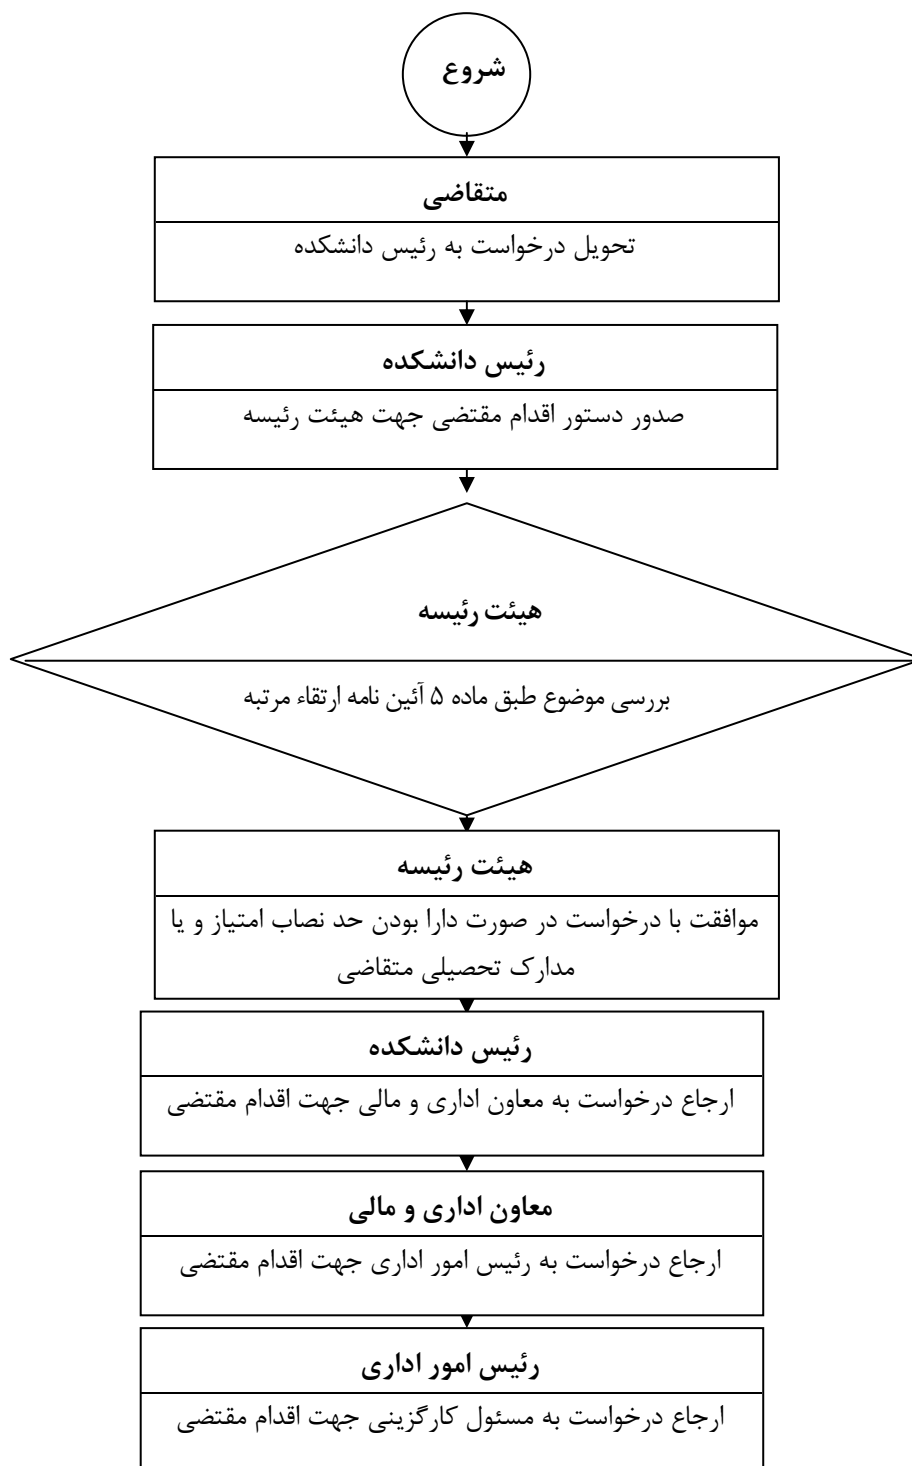 شروع
متقاضی
تحویل درخواست به رئیس دانشکده
رئیس دانشکده
صدور دستور اقدام مقتضی جهت هیئت رئیسه
هیئت رئیسه
بررسی موضوع طبق ماده ۵ آئین نامه ارتقاء مرتبه
هیئت رئیسه
موافقت با درخواست در صورت دارا بودن حد نصاب امتیاز و یا
مدارک تحصیلی متقاضی
رئیس دانشکده
ارجاع درخواست به معاون اداری و مالی جهت اقدام مقتضی
معاون اداری و مالی
ارجاع درخواست به رئیس امور اداری جهت اقدام مقتضی
رئیس امور اداری
ارجاع درخواست به مسئول کارگزینی جهت اقدام مقتضی